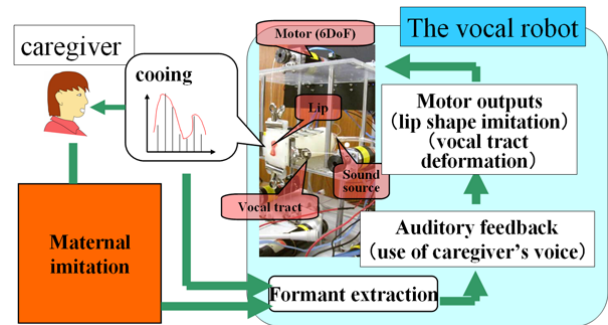 caregiver
cooing
Motor (6DoF)
The vocal robot
Lip
Sound
source
Vocal tract
Motor outputs
(lip shape imitation)
(vocal tract
deformation)
Auditory feedback
(use of caregiver's voice)
Maternal
imitation
Formant extraction